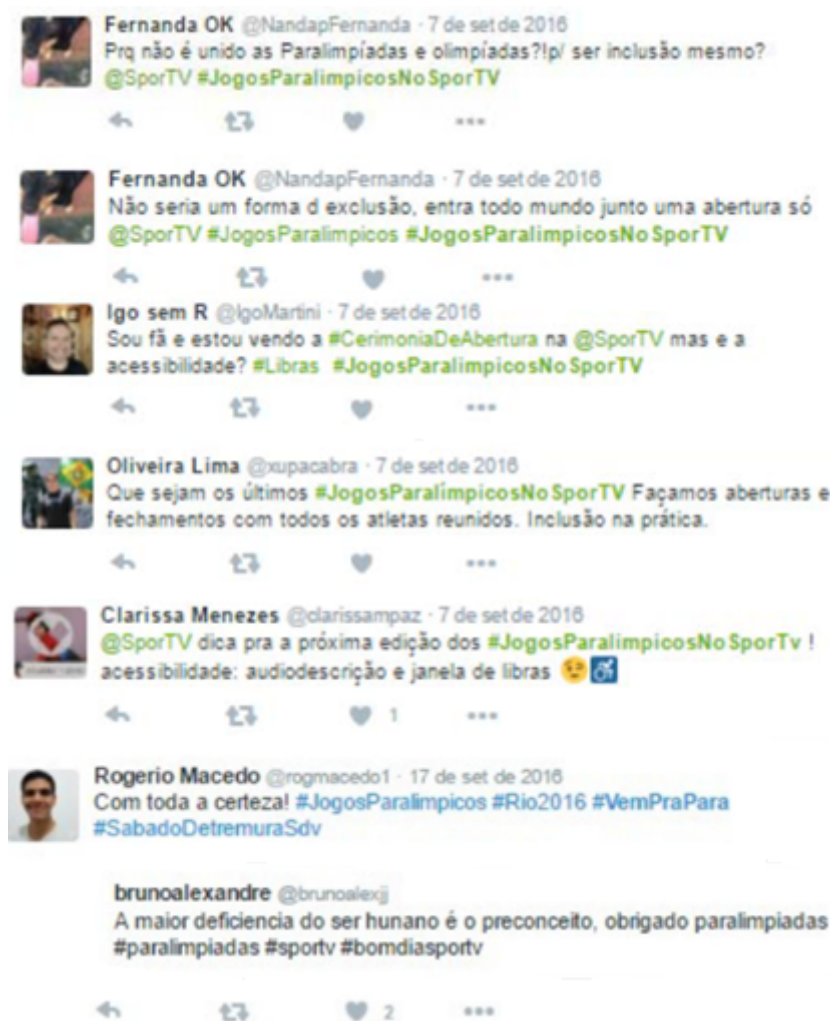 Fernanda OK @NandapFernanda · 7 de set de 2016
Prq não é unido as Paralimpíadas e olimpíadas?!p/ ser inclusão mesmo?
@SporTV #JogosParalimpicosNoSporTV
Fernanda OK @NandapFernanda · 7 de set de 2016
Não seria um forma d exclusão, entra todo mundo junto uma abertura só
@SporTV #JogosParalimpicos #JogosParalimpicosNoSporTV
Igo sem R @IgoMartini · 7 de set de 2016
Sou fã e estou vendo a #CerimoniaDeAbertura na @SporTV mas e a
acessibilidade? #Libras #JogosParalimpicosNoSporTV
Oliveira Lima @xupacabra · 7 de set de 2016
Que sejam os últimos #JogosParalímpicosNoSporTV Façamos aberturas e
fechamentos com todos os atletas reunidos. Inclusão na prática.
Clarissa Menezes @clarissampaz · 7 de set de 2016
@SporTV dica pra a próxima edição dos #JogosParalimpicosNoSporTv !
acessibilidade: audiodescrição e janela de libras
1
Rogerio Macedo @rogmacedo1 · 17 de set de 2016
Com toda a certeza! #JogosParalimpicos #Rio2016 #VemPraPara
#SabadoDetremuraSdv
brunoalexandre @brunoalexjj
A maior deficiencia do ser hunano é o preconceito, obrigado paralimpiadas
#paralimpiadas #sportv #bomdiasportv
2